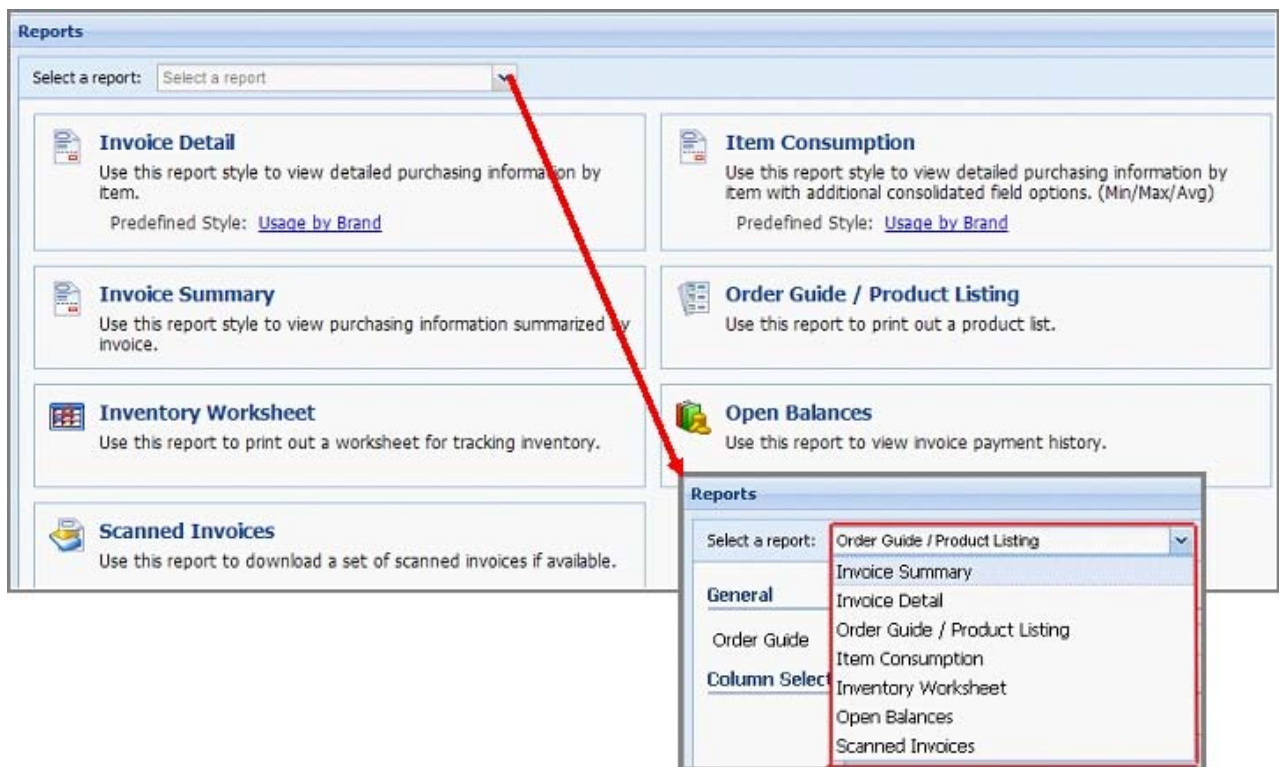 Reports
Select a report: Select a report
Invoice Detail
Use this report style to view detailed purchasing information by
item.
Predefined Style: Usage by Brand
Item Consumption
Use this report style to view detailed purchasing information by
item with additional consolidated field options. (Min/Max/Avg)
Predefined Style: Usage by Brand
Invoice Summary
Use this report style to view purchasing information summarized by
invoice.
Order Guide / Product Listing
Use this report to print out a product list.
Inventory Worksheet
Use this report to print out a worksheet for tracking inventory.
Open Balances
Use this report to view invoice payment history.
Scanned Invoices
Use this report to download a set of scanned invoices if available.
Reports
Select a report: Order Guide / Product Listing
Invoice Summary
General
Invoice Detail
Order Guide
Order Guide / Product Listing
Item Consumption
Column Select
Inventory Worksheet
Open Balances
Scanned Invoices